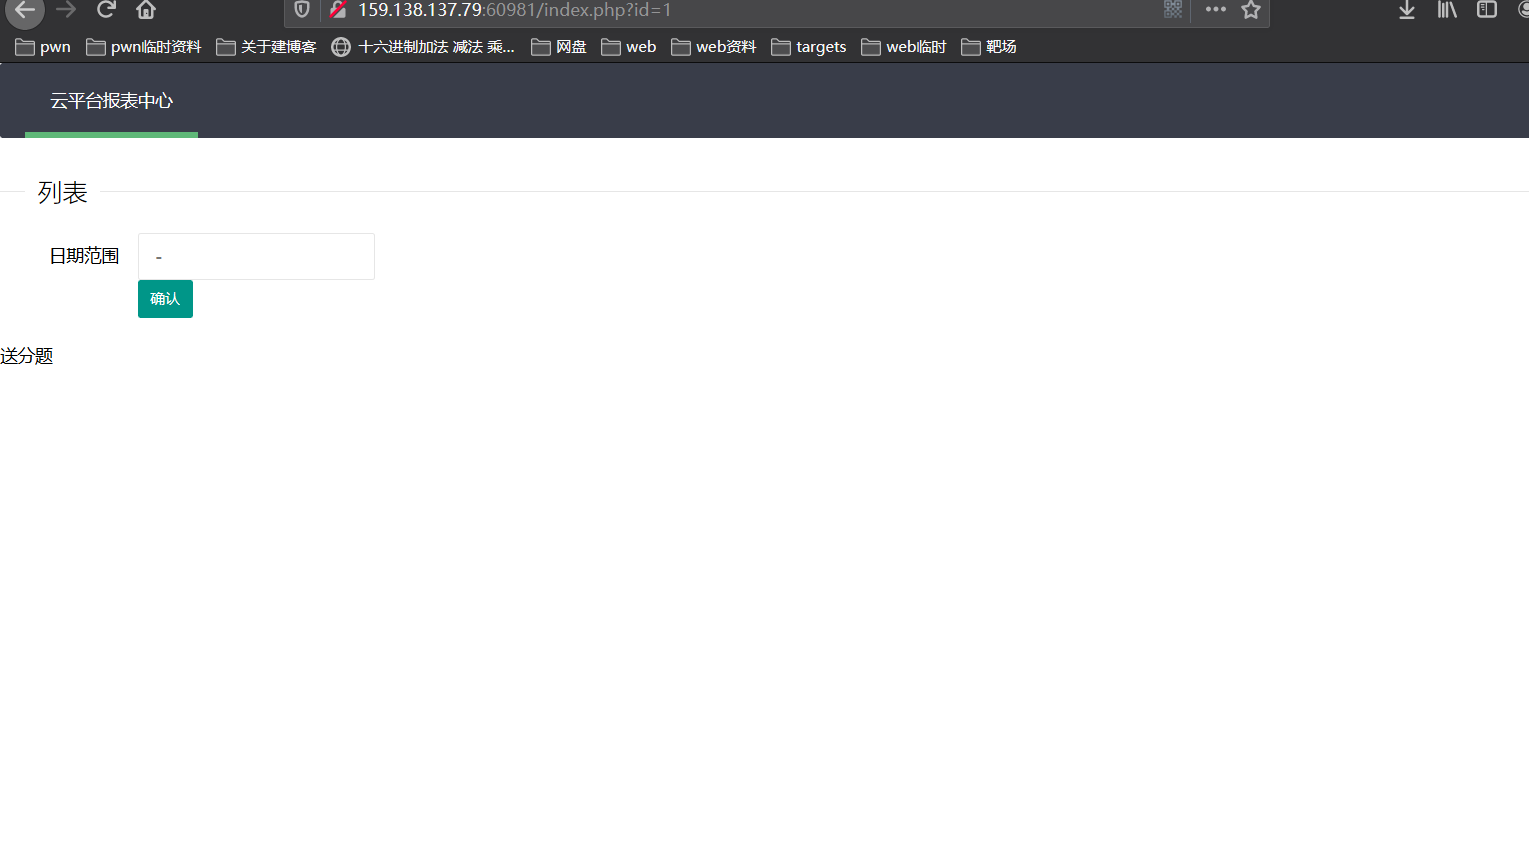 159.138.137.79:60981/index.php?id=1
pwn pwn临时资料 关于建博客 十六进制加法 减法 乘... 网盘 web web资料 targets web临时 靶场
云平台报表中心
列表
日期范围 -
确认
送分题